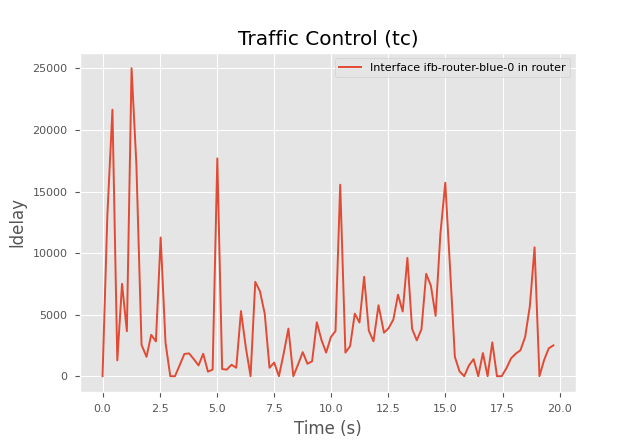 Traffic Control (tc)
Interface ifb-router-blue-0 in router
25000
20000
15000
10000
5000
0
ldelay
0.0 2.5 5.0 7.5 10.0 12.5 15.0 17.5 20.0
Time (s)